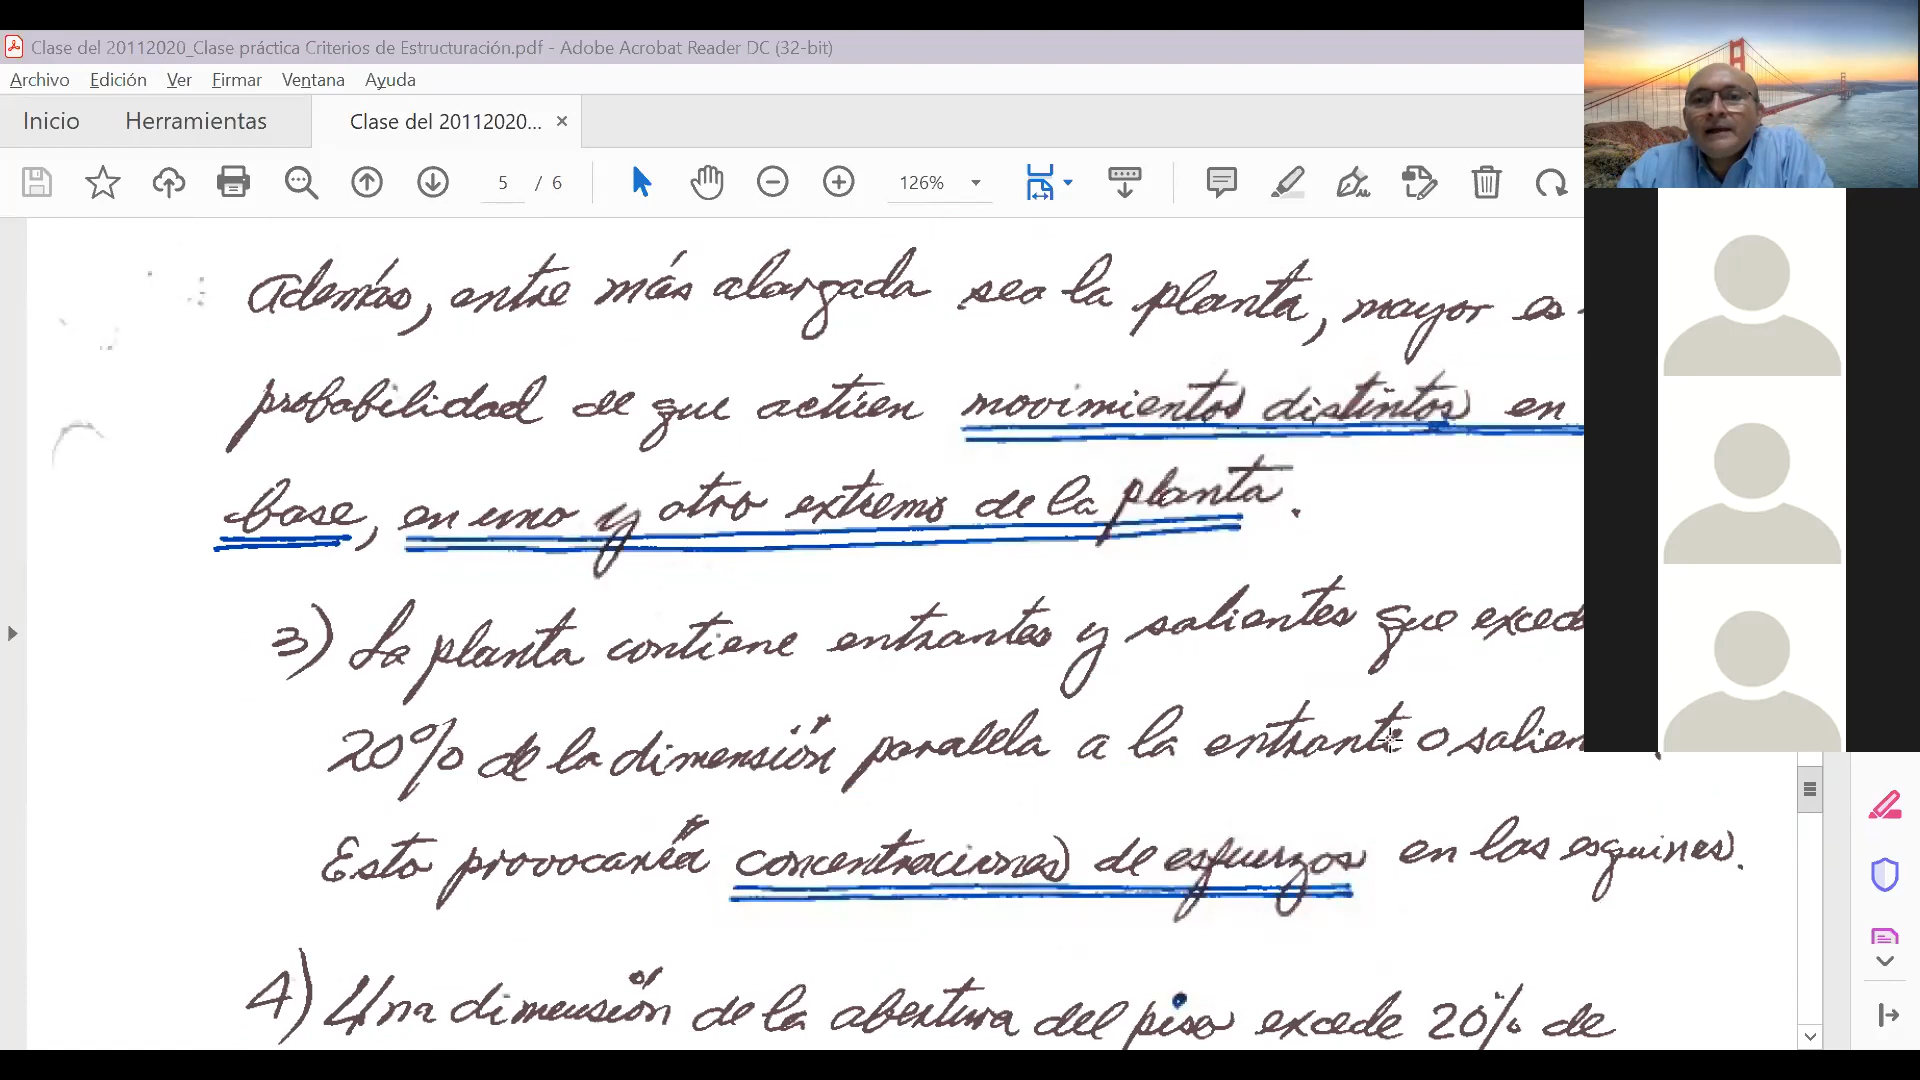 Clase del 20112020_Clase práctica Criterios de Estructuración.pdf - Adobe Acrobat Reader DC (32-bit)
Archivo Edición Ver Firmar Ventana Ayuda
Inicio Herramientas Clase del 20112020... ×
5 / 6 126%
Además, entre más alargada sea la planta, mayor es
probabilidad de que actúen movimientos distintos en
base, en uno y otro extremo de la planta.
3) La planta contiene entrantes y salientes que excede
20% de la dimensión paralela a la entrante o salien
Esto provocaría concentraciones de esfuerzos en las esquinas.
4) Una dimensión de la abertura del piso excede 20% de